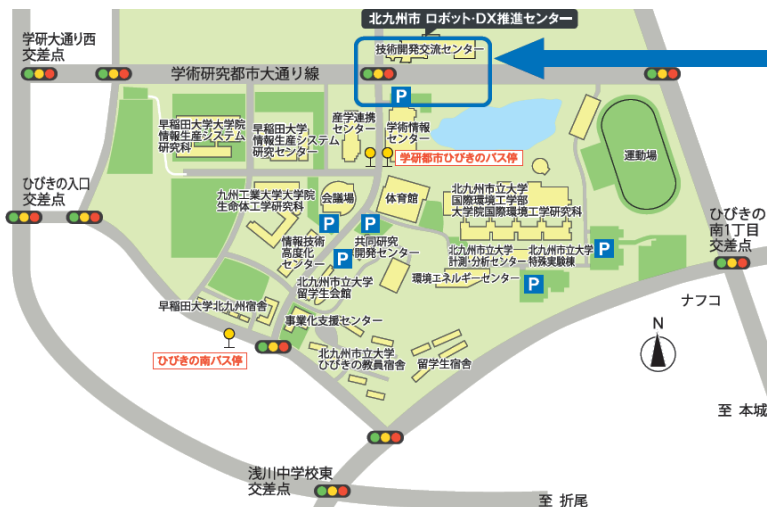 北九州市 ロボット・DX推進センター
学研大通り西
交差点
技術開発交流センター
学術研究都市大通り線
P
早稲田大学大学院
情報生産システム
研究科
早稲田大学
情報生産システム
研究センター
産学連携
センター
学術情報
センター
学研都市ひびきのバス停
運動場
ひびきの入口
交差点
九州工業大学大学院
生命体工学研究科
会議場
体育館
北九州市立大学
国際環境工学部
大学院国際環境工学研究科
ひびきの
南1丁目
交差点
P
P
情報技術
高度化
センター
共同研究
開発センター
P
北九州市立大学
計測・分析センター
北九州市立大学
特殊実験棟
P
北九州市立大学
留学生会館
環境エネルギーセンター
P
ナフコ
早稲田大学北九州宿舎
事業化支援センター
N
ひびきの南バス停
北九州市立大学
ひびきの教員宿舎
留学生宿舎
至 本城
浅川中学校東
交差点
至 折尾